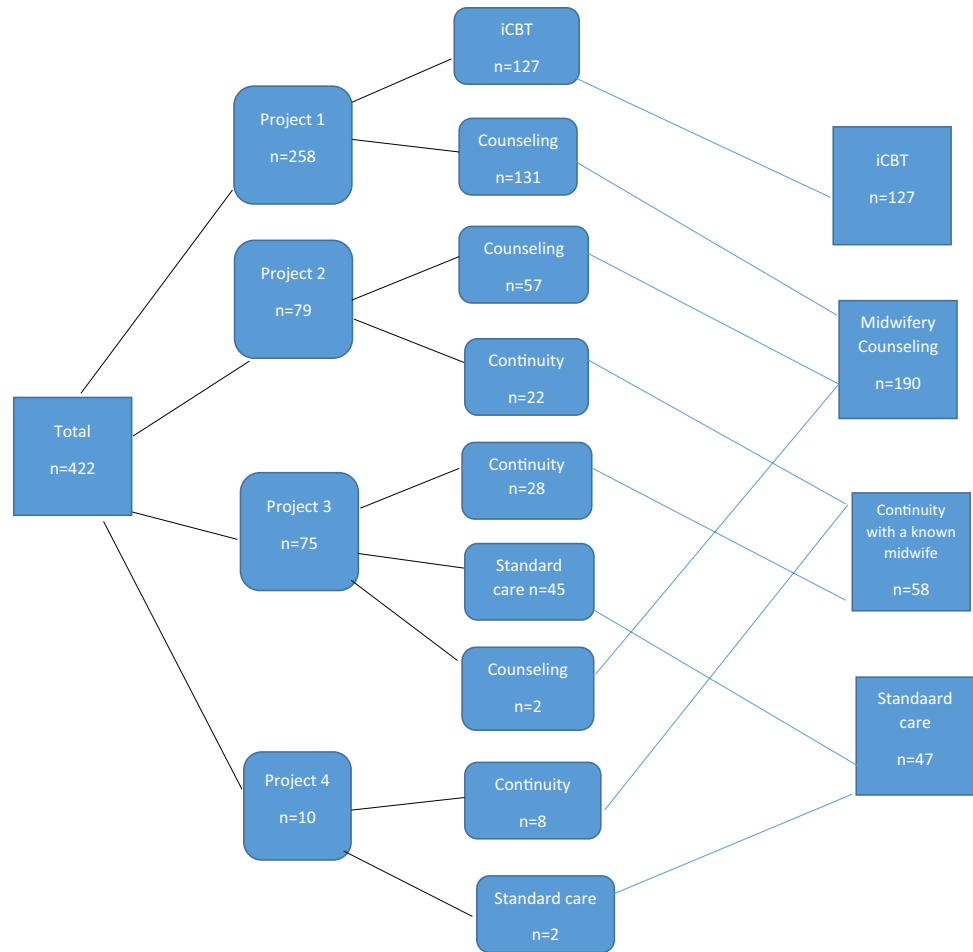 Total
n=422
Project 1
n=258
Project 2
n=79
Project 3
n=75
Project 4
n=10
iCBT
n=127
Counseling
n=131
Counseling
n=57
Continuity
n=22
Continuity
n=28
Standard
care n=45
Counseling
n=2
Continuity
n=8
Standard care
n=2
iCBT
n=127
Midwifery
Counseling
n=190
Continuity
with a known
midwife
n=58
Standaard
care
n=47